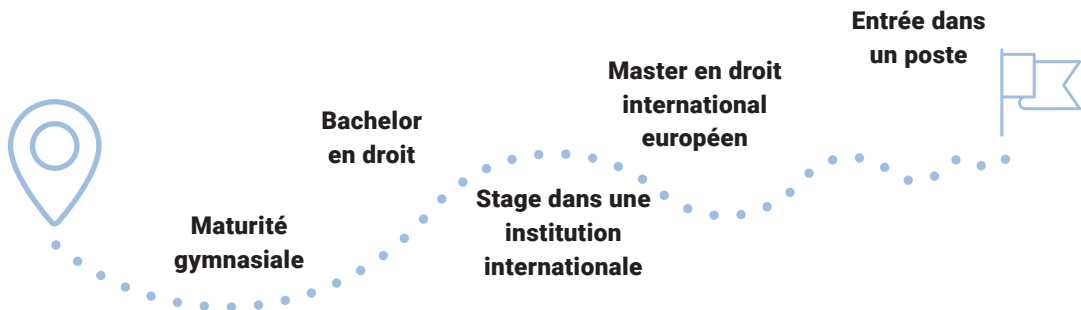 Maturité
gymnasiale
Bachelor
en droit
Stage dans une
institution
internationale
Master en droit
international
européen
Entrée dans
un poste